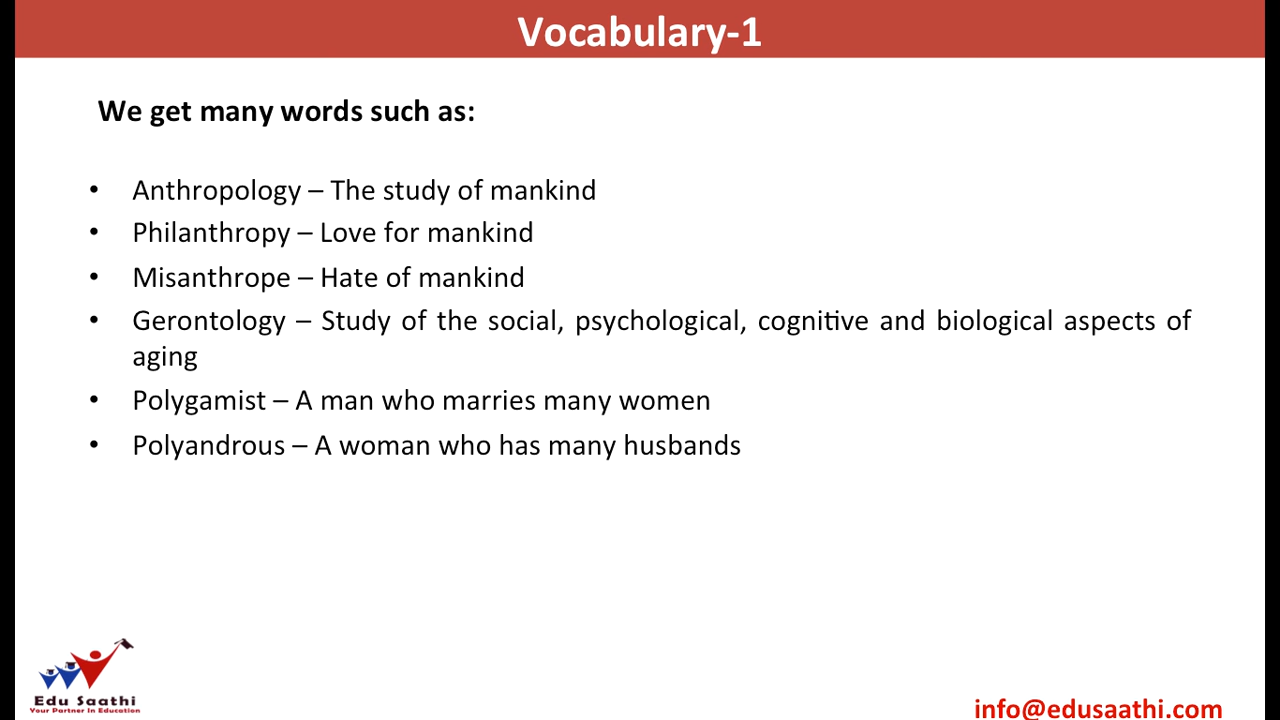 Vocabulary-1
We get many words such as:
• Anthropology – The study of mankind
• Philanthropy – Love for mankind
• Misanthrope – Hate of mankind
• Gerontology – Study of the social, psychological, cognitive and biological aspects of
aging
• Polygamist – A man who marries many women
• Polyandrous – A woman who has many husbands
Edu Saathi
Your Partner In Education
info@edusaathi.com